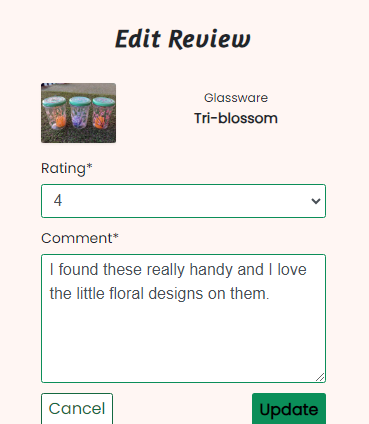 Edit Review
Glassware
Tri-blossom
Rating*
4
Comment*
I found these really handy and I love
the little floral designs on them.
Cancel
Update